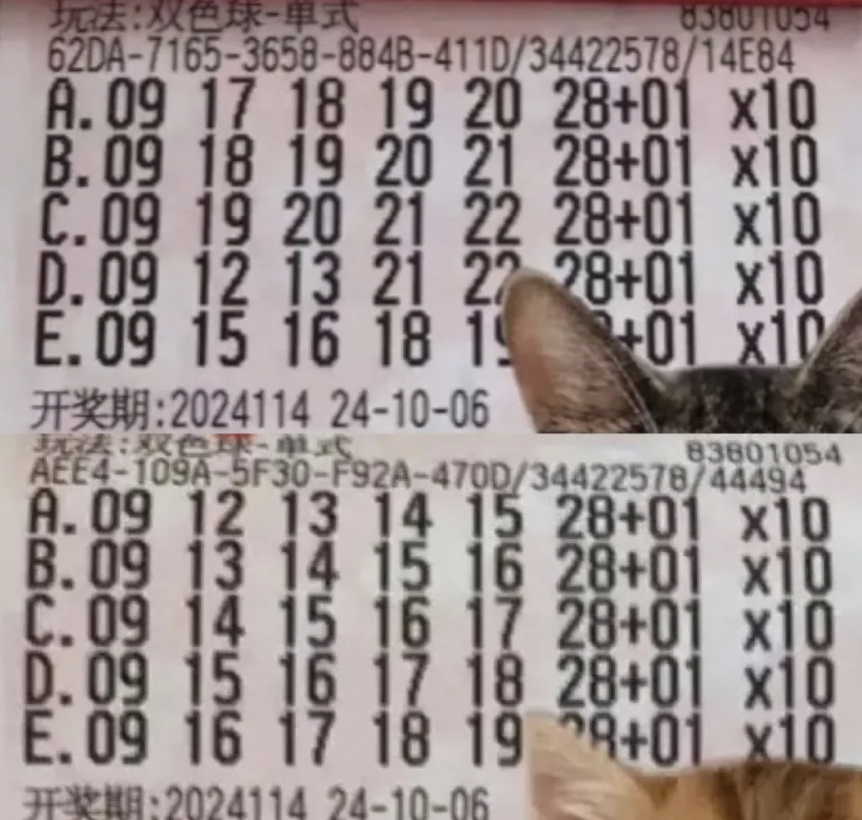 玩法:双色球-单式 83801054
62DA-7165-3658-884B-411D/34422578/14E84
A.09 17 18 19 20 28+01 x10
B.09 18 19 20 21 28+01 x10
C.09 19 20 21 22 28+01 x10
D.09 12 13 21 22 28+01 x10
E.09 15 16 18 19 +01 x10
开奖期:2024114 24-10-06
玩法:双色球-单式 83801054
AEE4-109A-5F30-F92A-470D/34422578/44494
A.09 12 13 14 15 28+01 x10
B.09 13 14 15 16 28+01 x10
C.09 14 15 16 17 28+01 x10
D.09 15 16 17 18 28+01 x10
E.09 16 17 18 19 28+01 x10
开奖期:2024114 24-10-06